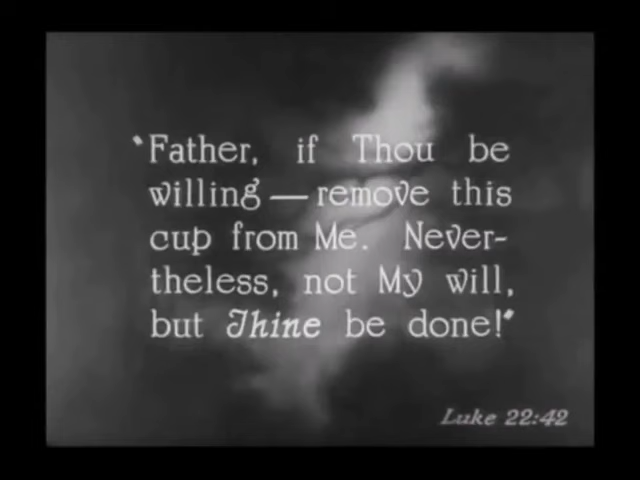 "Father, if Thou be
willing — remove this
cup from Me. Never-
theless, not My will,
but Thine be done!"
Luke 22:42